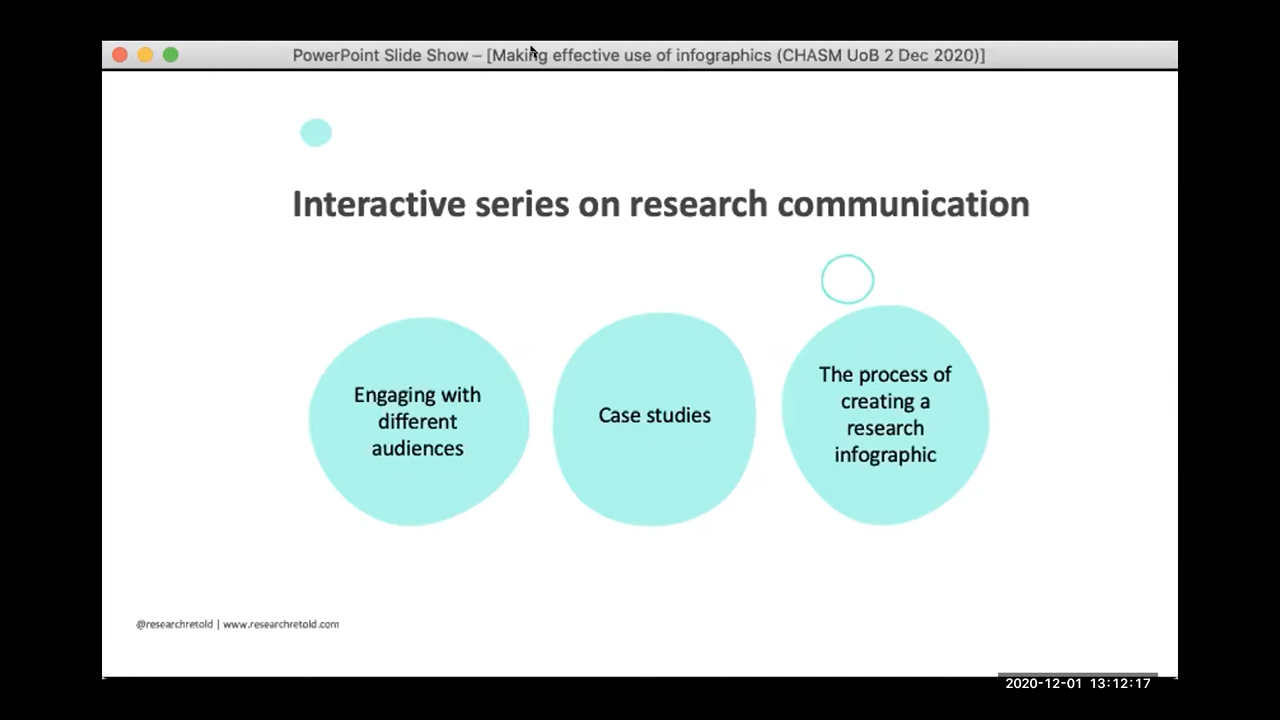 PowerPoint Slide Show – [Making effective use of infographics (CHASM UoB 2 Dec 2020)]
Interactive series on research communication
Engaging with
different
audiences
Case studies
The process of
creating a
research
infographic
@researchretold | www.researchretold.com
2020-12-01 13:12:17